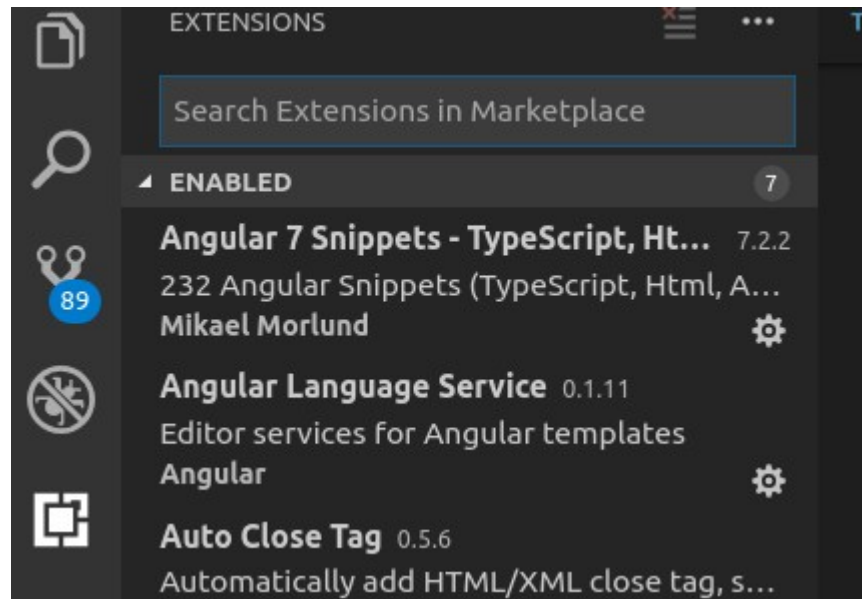 EXTENSIONS
T
Search Extensions in Marketplace
ENABLED 7
Angular 7 Snippets - TypeScript, Ht... 7.2.2
232 Angular Snippets (TypeScript, Html, A...
Mikael Morlund
89
Angular Language Service 0.1.11
Editor services for Angular templates
Angular
Auto Close Tag 0.5.6
Automatically add HTML/XML close tag, s...